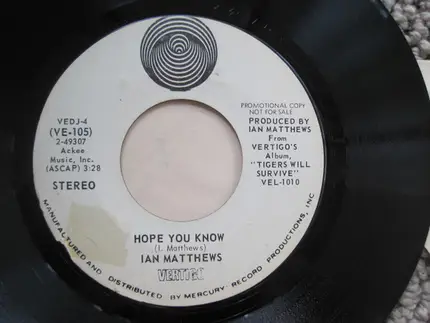 VEDJ-4
(VE-105)
2-49307
Ackee
Music, Inc.
(ASCAP) 3:28
STEREO
PROMOTIONAL COPY
NOT FOR SALE
PRODUCED BY
IAN MATTHEWS
From
VERTIGO'S
Album,
"TIGERS WILL
SURVIVE"
VEL-1010
HOPE YOU KNOW
(I. Matthews)
IAN MATTHEWS
VERTIGO
MANUFACTURED AND DISTRIBUTED BY MERCURY RECORD PRODUCTIONS, INC